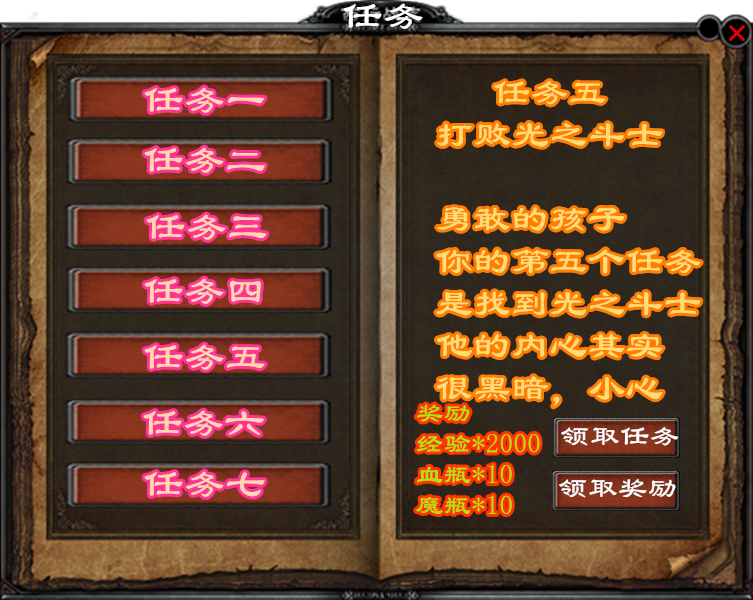 任务
任务一
任务二
任务三
任务四
任务五
任务六
任务七
任务五
打败光之斗士
勇敢的孩子
你的第五个任务
是找到光之斗士
他的内心其实
很黑暗，小心
奖励
经验*2000
血瓶*10
魔瓶*10
领取任务
领取奖励